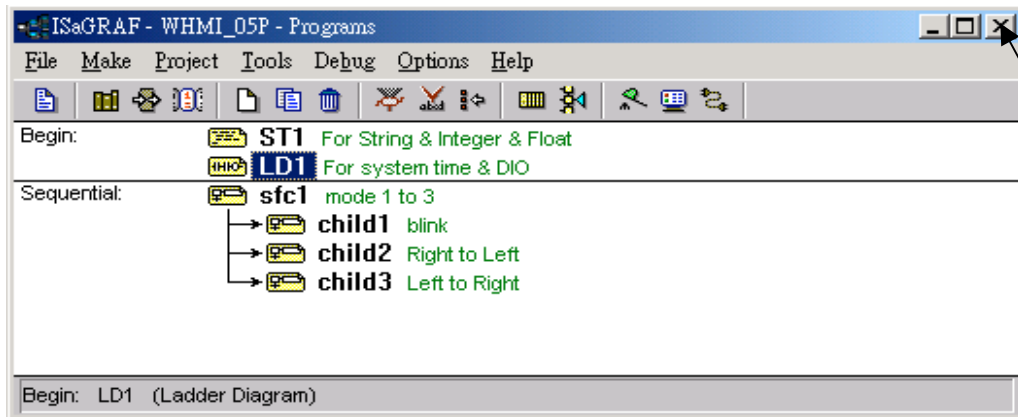 ISaGRAF - WHMI_05P - Programs
File Make Project Tools Debug Options Help
Begin: ST1 For String & Integer & Float
LD1 For system time & DIO
Sequential: sfc1 mode 1 to 3
child1 blink
child2 Right to Left
child3 Left to Right
Begin: LD1 (Ladder Diagram)